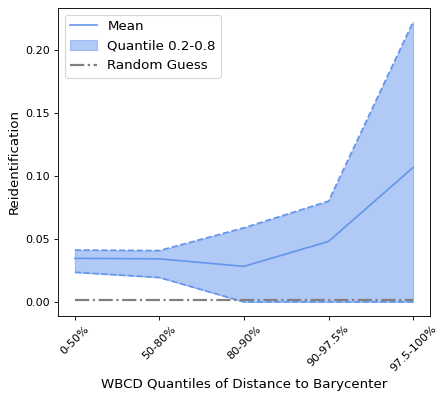 Mean
Quantile 0.2-0.8
Random Guess
Reidentification
0.20
0.15
0.10
0.05
0.00
0-50%
50-80%
80-90%
90-97.5%
97.5-100%
WBCD Quantiles of Distance to Barycenter